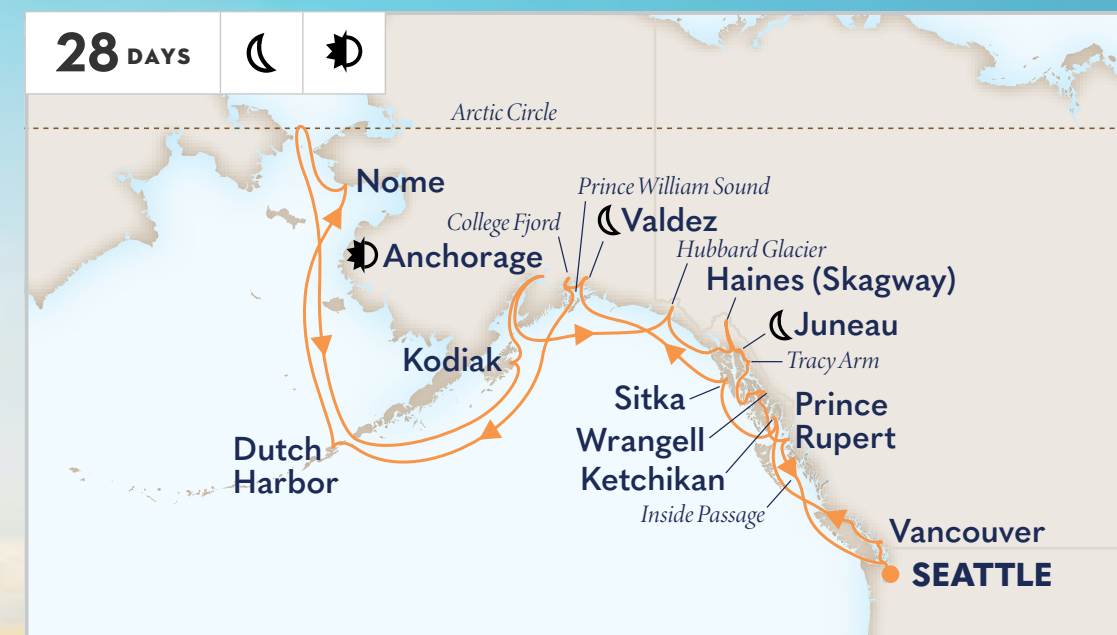 28 DAYS
Arctic Circle
Nome
Prince William Sound
College Fjord
Valdez
Hubbard Glacier
Anchorage
Haines (Skagway)
Juneau
Tracy Arm
Kodiak
Sitka
Prince
Rupert
Wrangell
Ketchikan
Dutch
Harbor
Inside Passage
Vancouver
SEATTLE